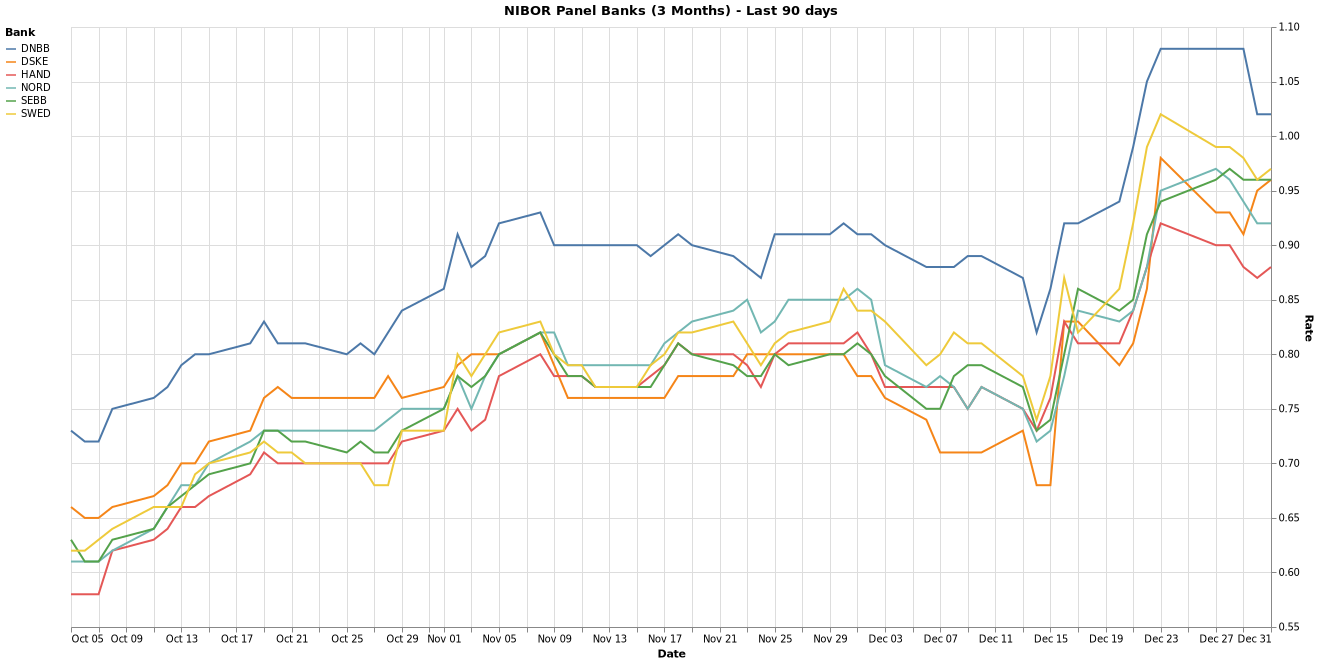 NIBOR Panel Banks (3 Months) - Last 90 days
Bank
DNBB
DSKE
HAND
NORD
SEBB
SWED
1.10
1.05
1.00
0.95
0.90
0.85
0.80
0.75
0.70
0.65
0.60
0.55
Rate
Oct 05 Oct 09 Oct 13 Oct 17 Oct 21 Oct 25 Oct 29 Nov 01 Nov 05 Nov 09 Nov 13 Nov 17 Nov 21 Nov 25 Nov 29 Dec 03 Dec 07 Dec 11 Dec 15 Dec 19 Dec 23 Dec 27 Dec 31
Date